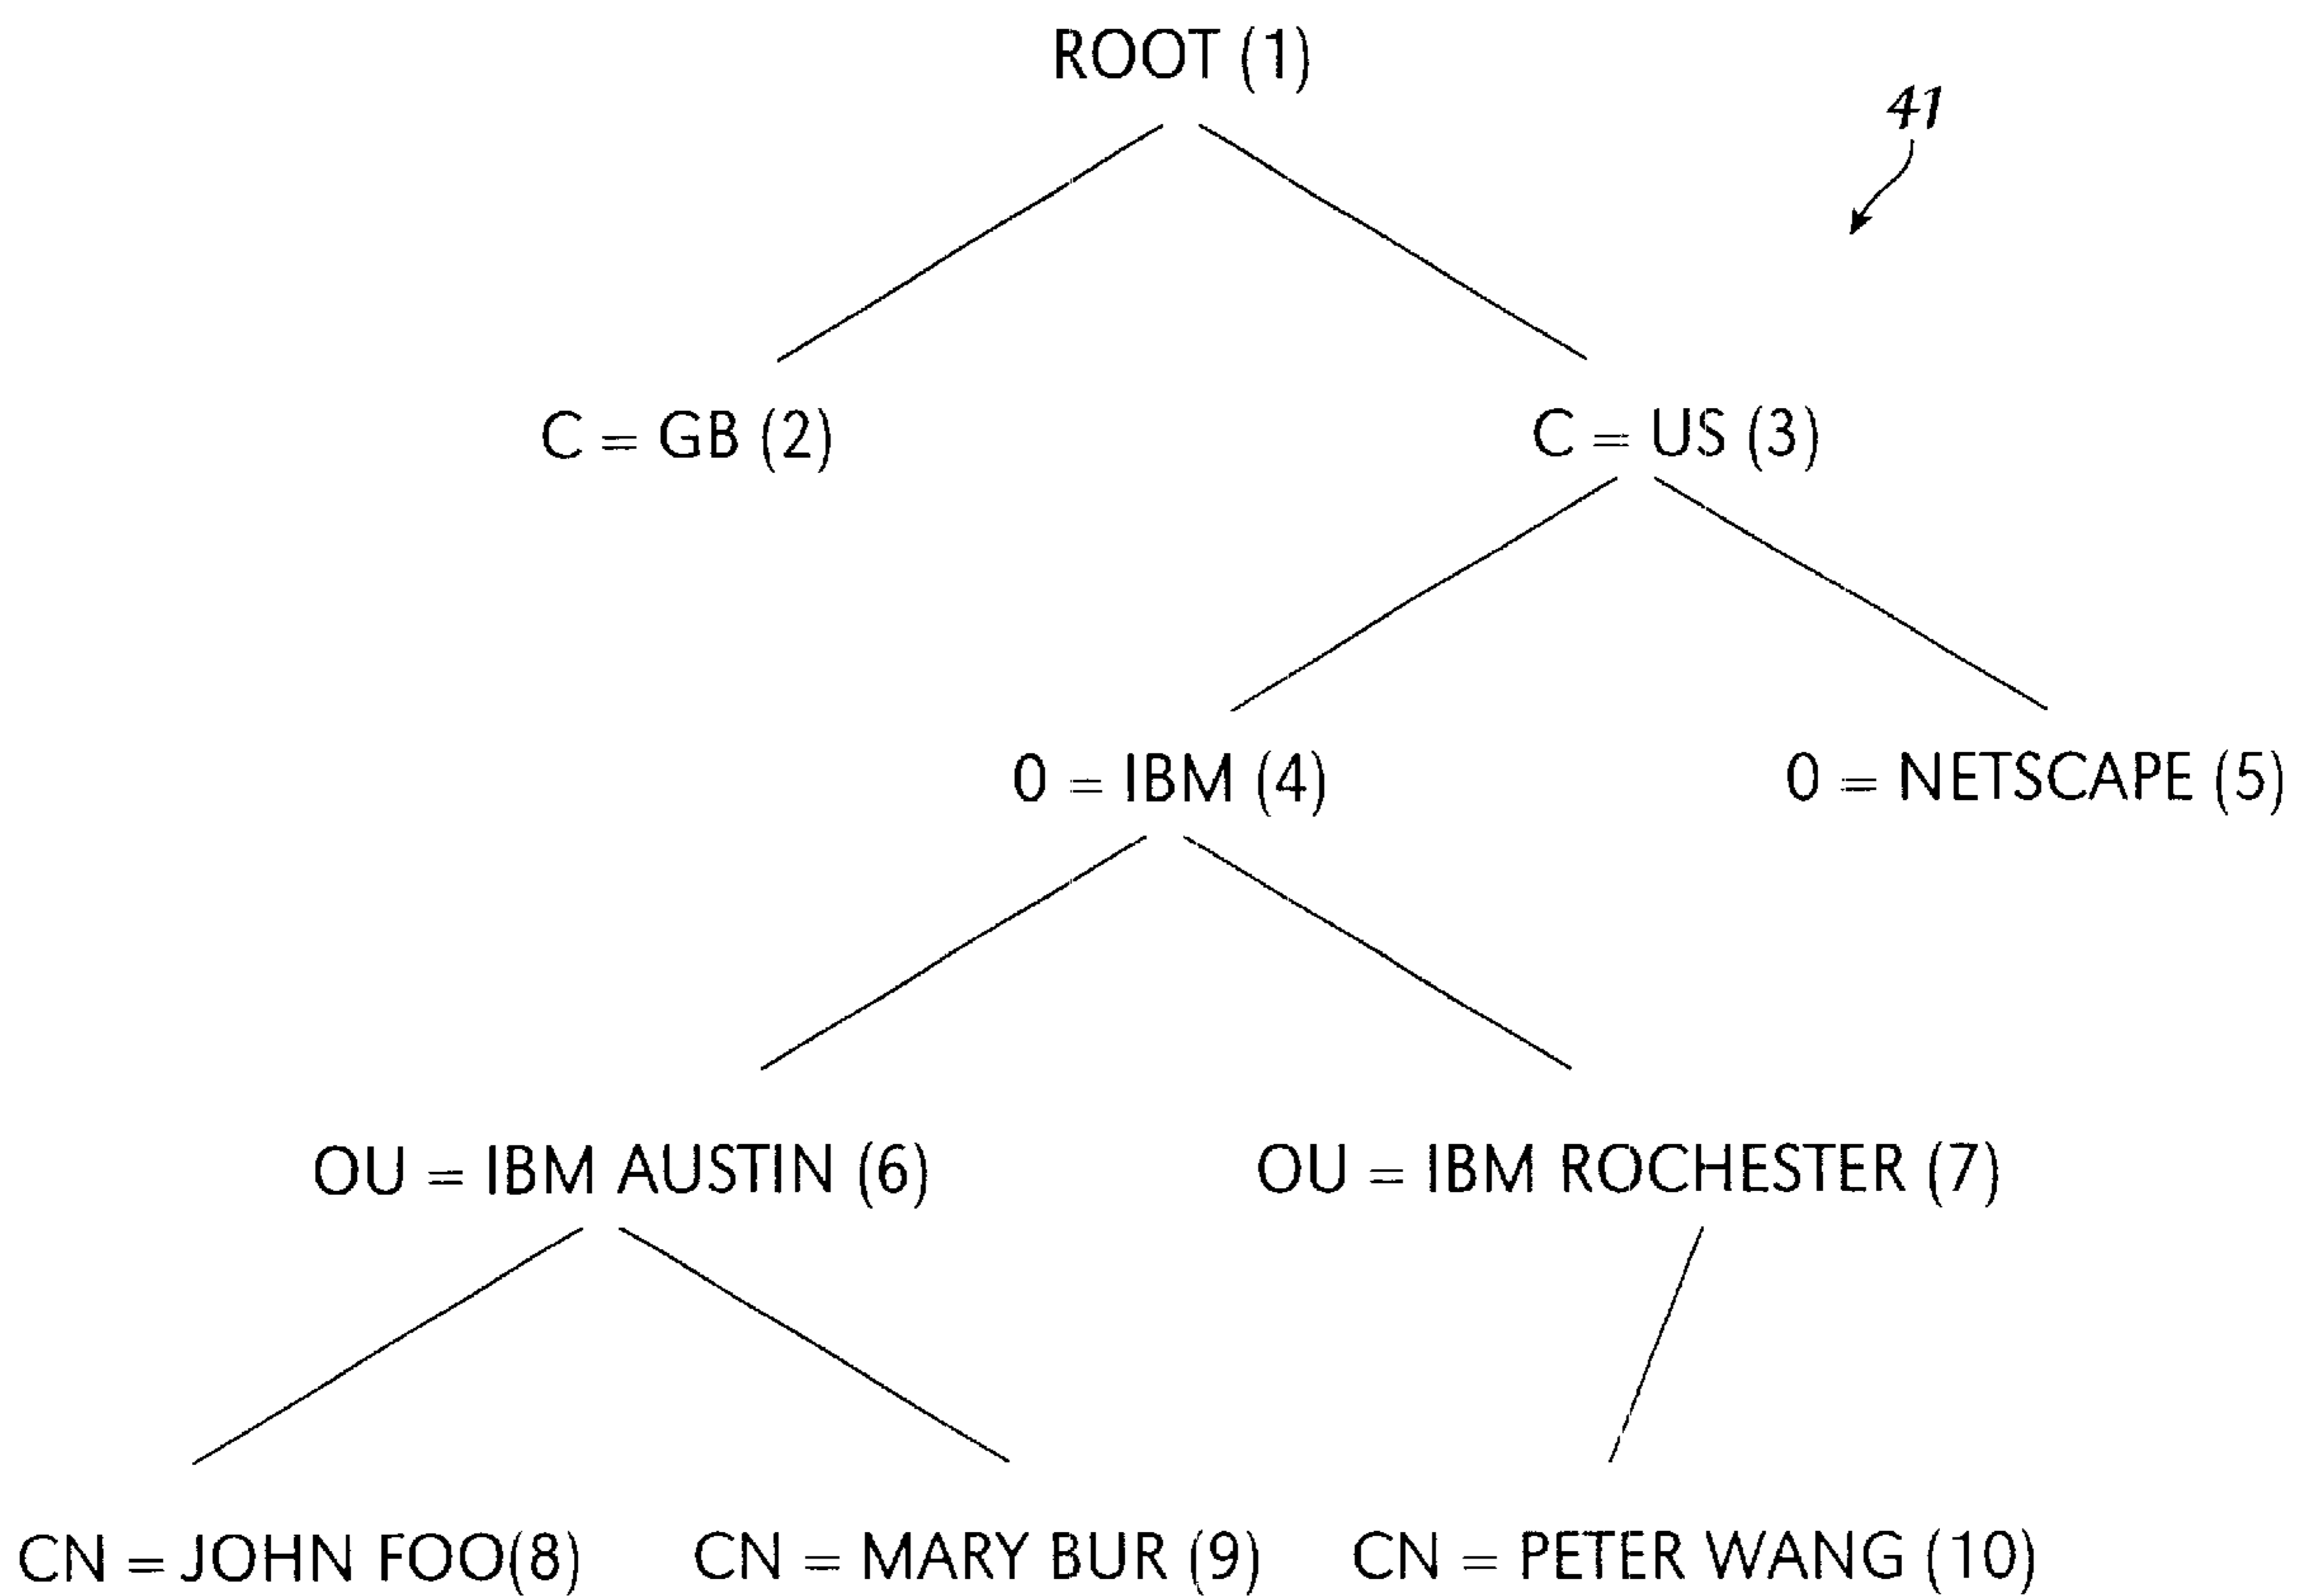 ROOT (1)
41
C = GB (2)
C = US (3)
0 = IBM (4)
0 = NETSCAPE (5)
OU = IBM AUSTIN (6)
OU = IBM ROCHESTER (7)
CN = JOHN FOO(8)
CN = MARY BUR (9)
CN = PETER WANG (10)